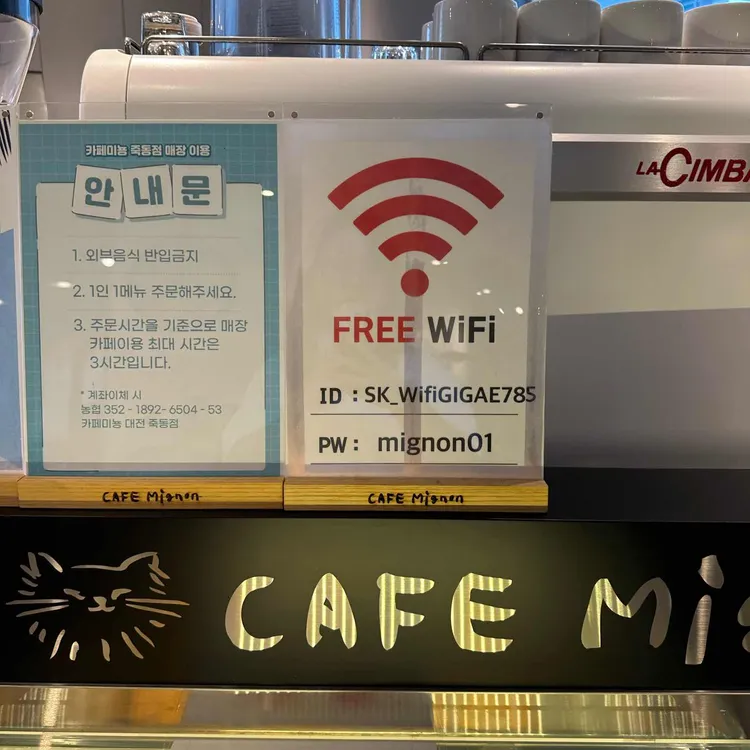 카페미뇽 죽동점 매장 이용
안내문
1. 외부음식 반입금지
2. 1인 1메뉴 주문해주세요.
3. 주문시간을 기준으로 매장
카페이용 최대 시간은
3시간입니다.
* 계좌이체 시
농협 352 - 1892- 6504 - 53
카페미뇽 대전 죽동점
CAFE Mignon
FREE WiFi
ID : SK_WifiGIGAE785
PW : mignon01
CAFE Mignon
LA CIMBA
CAFE Mi